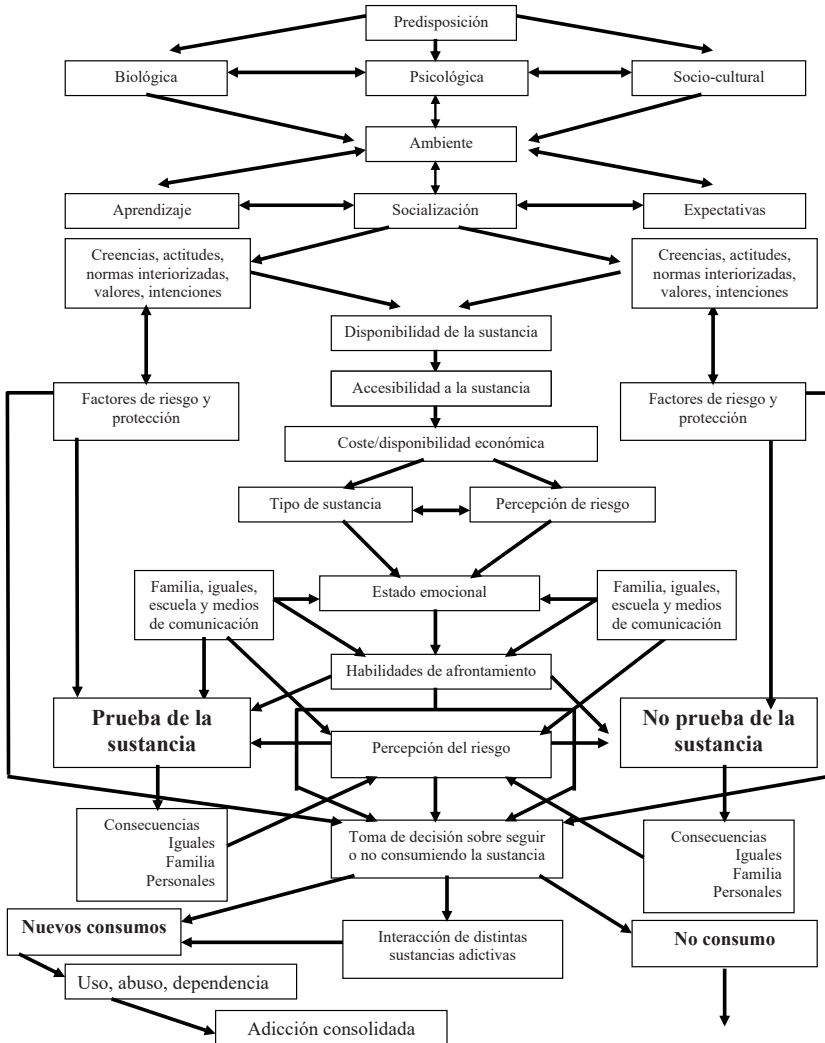 Predisposición
Biológica
Psicológica
Socio-cultural
Ambiente
Aprendizaje
Socialización
Expectativas
Creencias, actitudes,
normas interiorizadas,
valores, intenciones
Creencias, actitudes,
normas interiorizadas,
valores, intenciones
Disponibilidad de la sustancia
Accesibilidad a la sustancia
Factores de riesgo y
protección
Factores de riesgo y
protección
Coste/disponibilidad económica
Tipo de sustancia
Percepción de riesgo
Familia, iguales,
escuela y medios
de comunicación
Estado emocional
Familia, iguales,
escuela y medios
de comunicación
Habilidades de afrontamiento
Prueba de la
sustancia
Percepción del riesgo
No prueba de la
sustancia
Consecuencias
Iguales
Familia
Personales
Toma de decisión sobre seguir
o no consumiendo la sustancia
Consecuencias
Iguales
Familia
Personales
Nuevos consumos
Interacción de distintas
sustancias adictivas
No consumo
Uso, abuso, dependencia
Adicción consolidada